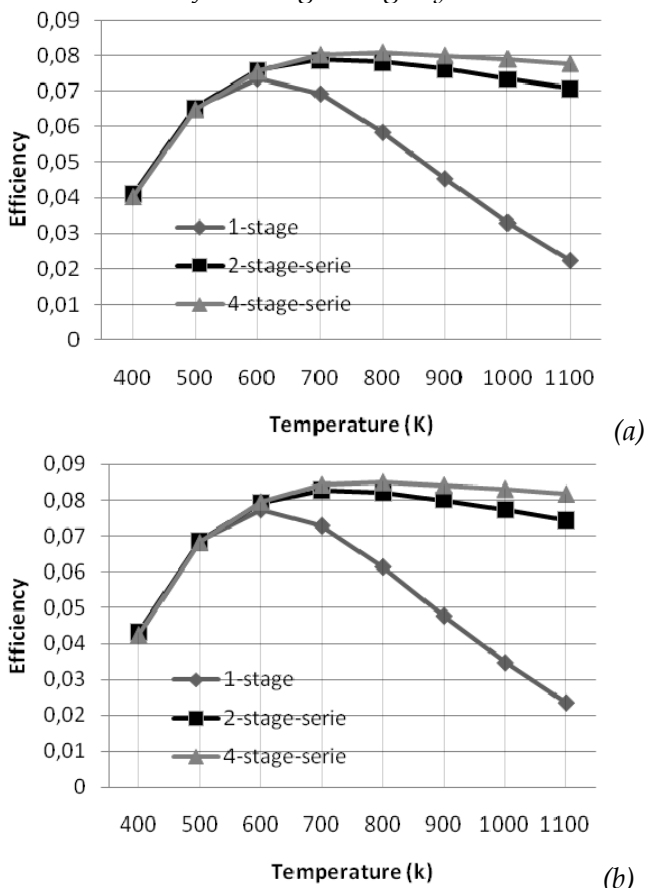 0,09
0,08
0,07
0,06
0,05
0,04
0,03
0,02
0,01
0
Efficiency
1-stage
2-stage-serie
4-stage-serie
400 500 600 700 800 900 1000 1100
Temperature (K)
(a)
0,09
0,08
0,07
0,06
0,05
0,04
0,03
0,02
0,01
0
Efficiency
1-stage
2-stage-serie
4-stage-serie
400 500 600 700 800 900 1000 1100
Temperature (k)
(b)